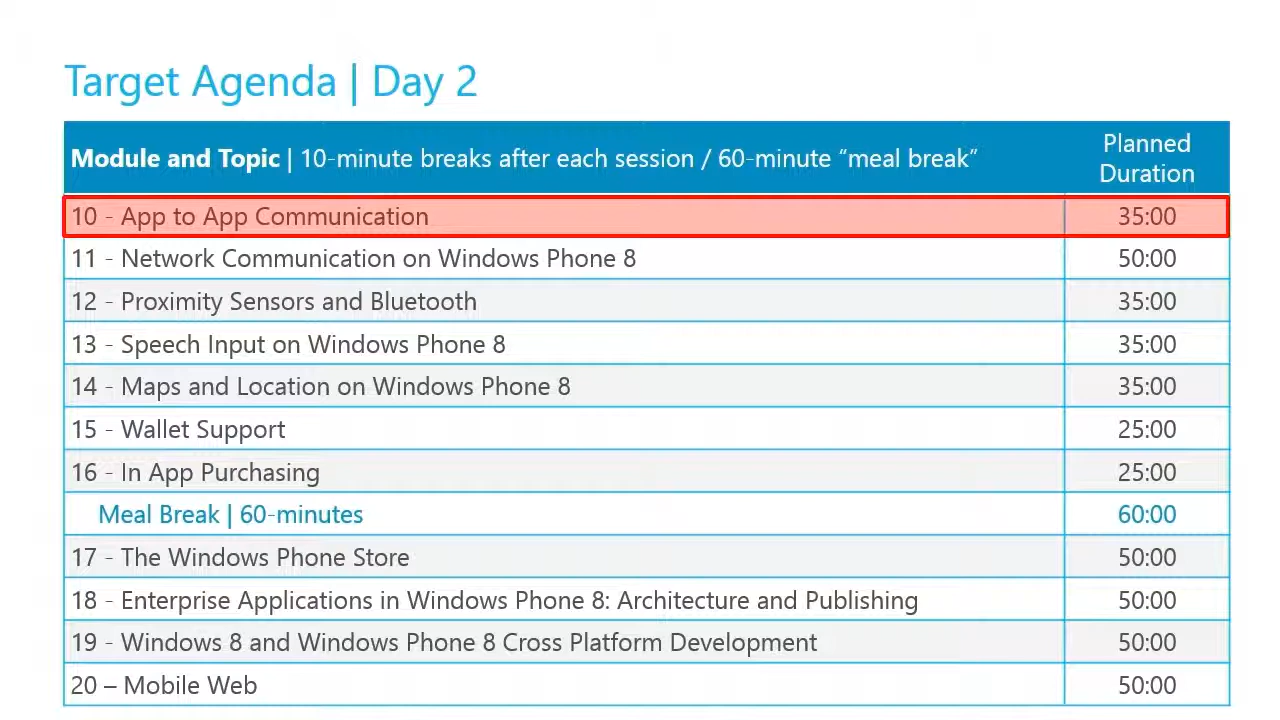 Target Agenda | Day 2
Module and Topic | 10-minute breaks after each session / 60-minute “meal break”
Planned
Duration
10 - App to App Communication 35:00
11 - Network Communication on Windows Phone 8 50:00
12 - Proximity Sensors and Bluetooth 35:00
13 - Speech Input on Windows Phone 8 35:00
14 - Maps and Location on Windows Phone 8 35:00
15 - Wallet Support 25:00
16 - In App Purchasing 25:00
Meal Break | 60-minutes 60:00
17 - The Windows Phone Store 50:00
18 - Enterprise Applications in Windows Phone 8: Architecture and Publishing 50:00
19 - Windows 8 and Windows Phone 8 Cross Platform Development 50:00
20 – Mobile Web 50:00